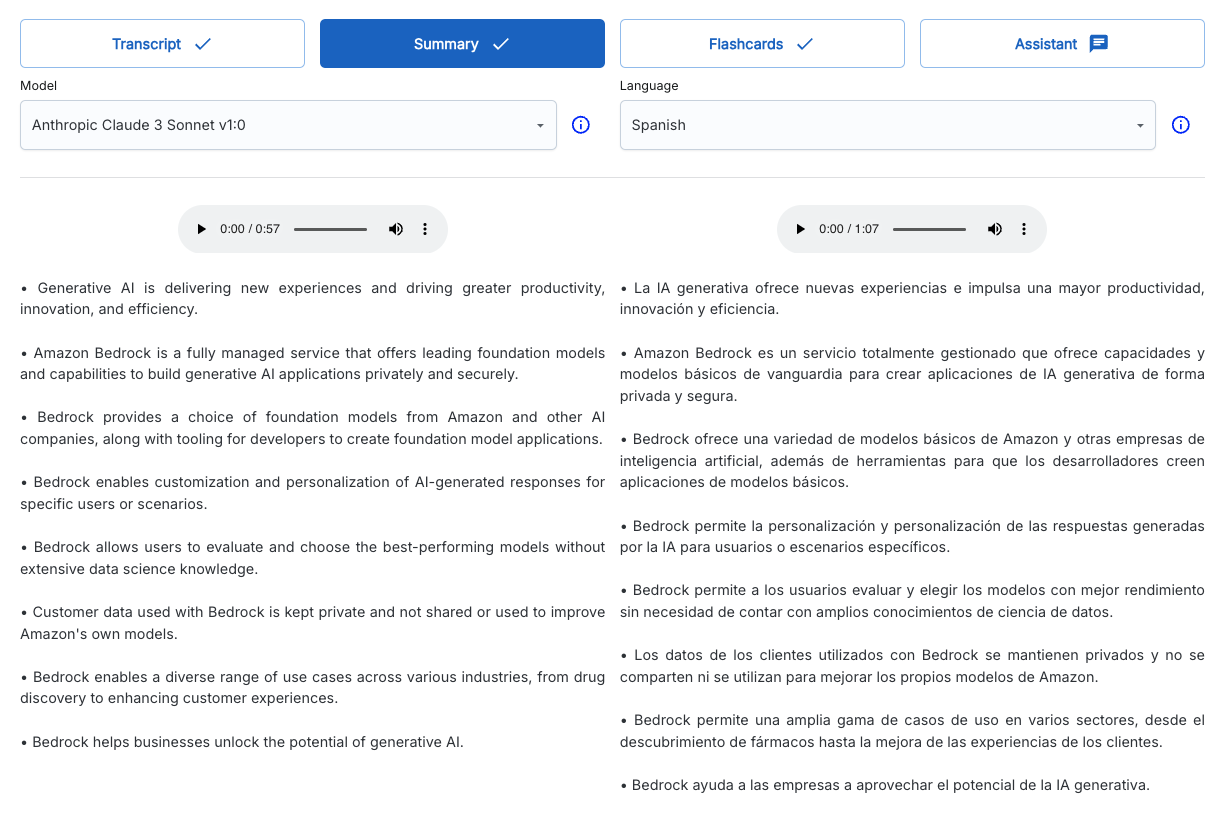 Transcript
Summary
Flashcards
Assistant
Model
Language
Anthropic Claude 3 Sonnet v1:0
Spanish
0:00 / 0:57
0:00 / 1:07
• Generative AI is delivering new experiences and driving greater productivity,
innovation, and efficiency.
• Amazon Bedrock is a fully managed service that offers leading foundation models
and capabilities to build generative AI applications privately and securely.
• Bedrock provides a choice of foundation models from Amazon and other AI
companies, along with tooling for developers to create foundation model applications.
• Bedrock enables customization and personalization of AI-generated responses for
specific users or scenarios.
• Bedrock allows users to evaluate and choose the best-performing models without
extensive data science knowledge.
• Customer data used with Bedrock is kept private and not shared or used to improve
Amazon's own models.
• Bedrock enables a diverse range of use cases across various industries, from drug
discovery to enhancing customer experiences.
• Bedrock helps businesses unlock the potential of generative AI.
• La IA generativa ofrece nuevas experiencias e impulsa una mayor productividad,
innovación y eficiencia.
• Amazon Bedrock es un servicio totalmente gestionado que ofrece capacidades y
modelos básicos de vanguardia para crear aplicaciones de IA generativa de forma
privada y segura.
• Bedrock ofrece una variedad de modelos básicos de Amazon y otras empresas de
inteligencia artificial, además de herramientas para que los desarrolladores creen
aplicaciones de modelos básicos.
• Bedrock permite la personalización y personalización de las respuestas generadas
por la IA para usuarios o escenarios específicos.
• Bedrock permite a los usuarios evaluar y elegir los modelos con mejor rendimiento
sin necesidad de contar con amplios conocimientos de ciencia de datos.
• Los datos de los clientes utilizados con Bedrock se mantienen privados y no se
comparten ni se utilizan para mejorar los propios modelos de Amazon.
• Bedrock permite una amplia gama de casos de uso en varios sectores, desde el
descubrimiento de fármacos hasta la mejora de las experiencias de los clientes.
• Bedrock ayuda a las empresas a aprovechar el potencial de la IA generativa.